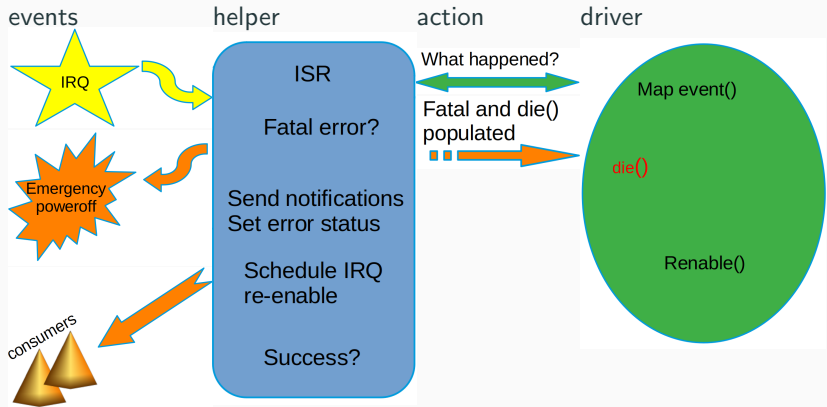 events
helper
action
driver
IRQ
ISR
What happened?
Map event()
Fatal error?
Fatal and die()
populated
die()
Emergency
poweroff
Send notifications
Set error status
Schedule IRQ
re-enable
Renable()
consumers
Success?